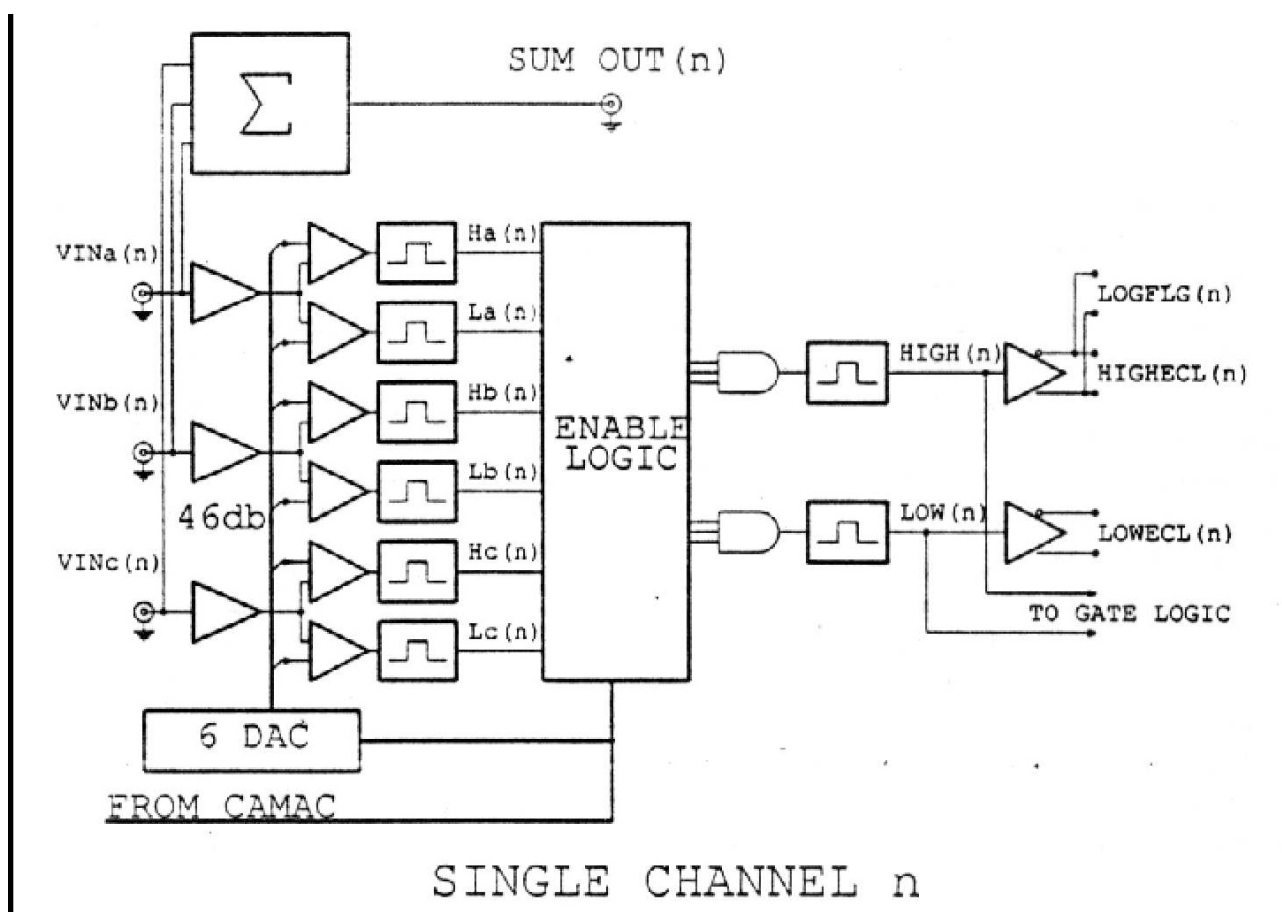 SUM OUT(n)
Σ
VINa(n)
Ha(n)
La(n)
VINb(n)
Hb(n)
Lb(n)
46db
VINc(n)
Hc(n)
Lc(n)
ENABLE
LOGIC
HIGH(n)
LOGFLG(n)
HIGHECL(n)
LOW(n)
LOWECL(n)
TO GATE LOGIC
6 DAC
FROM CAMAC
SINGLE CHANNEL n